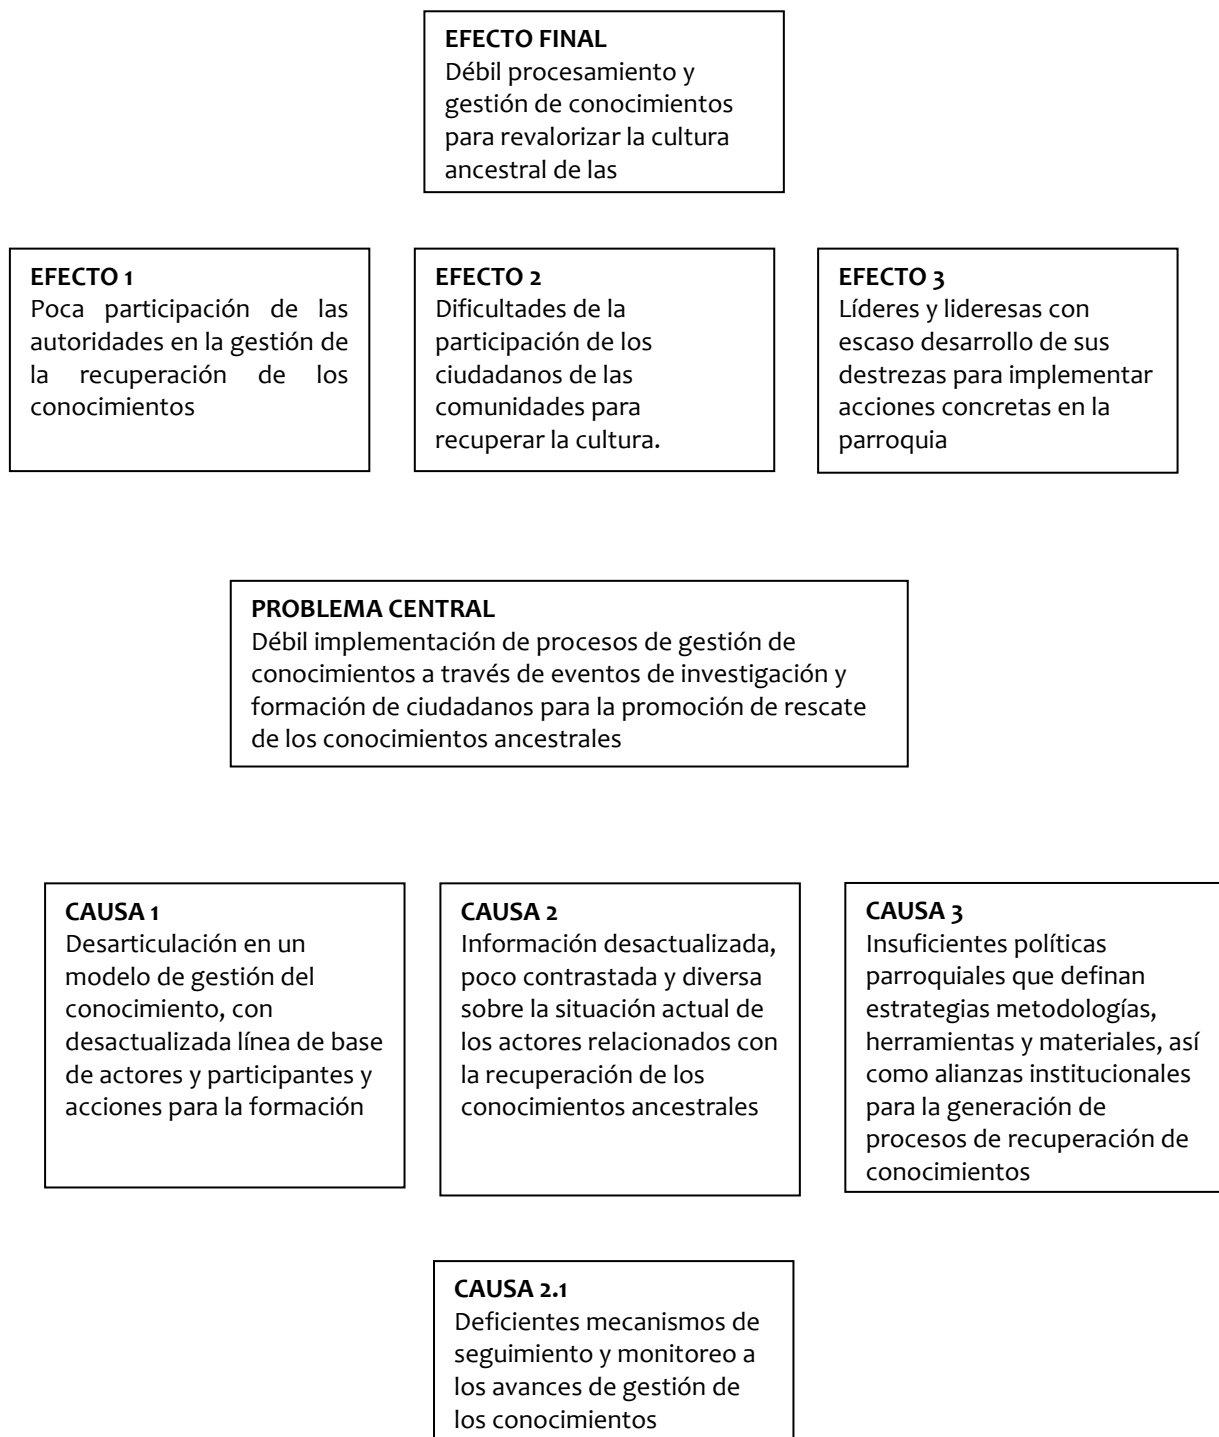 EFECTO FINAL
Débil procesamiento y
gestión de conocimientos
para revalorizar la cultura
ancestral de las
EFECTO 1
Poca participación de las
autoridades en la gestión de
la recuperación de los
conocimientos
EFECTO 2
Dificultades de la
participación de los
ciudadanos de las
comunidades para
recuperar la cultura.
EFECTO 3
Líderes y lideresas con
escaso desarrollo de sus
destrezas para implementar
acciones concretas en la
parroquia
PROBLEMA CENTRAL
Débil implementación de procesos de gestión de
conocimientos a través de eventos de investigación y
formación de ciudadanos para la promoción de rescate
de los conocimientos ancestrales
CAUSA 1
Desarticulación en un
modelo de gestión del
conocimiento, con
desactualizada línea de base
de actores y participantes y
acciones para la formación
CAUSA 2
Información desactualizada,
poco contrastada y diversa
sobre la situación actual de
los actores relacionados con
la recuperación de los
conocimientos ancestrales
CAUSA 3
Insuficientes políticas
parroquiales que definan
estrategias metodologías,
herramientas y materiales, así
como alianzas institucionales
para la generación de
procesos de recuperación de
conocimientos
CAUSA 2.1
Deficientes mecanismos de
seguimiento y monitoreo a
los avances de gestión de
los conocimientos